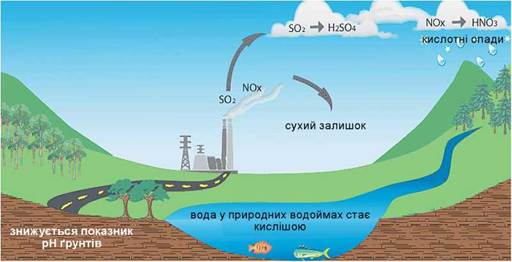 SO₂ → H₂SO₄
NOx → HNO₃
кислотні опади
NOx
SO₂
сухий залишок
вода у природних водоймах стає
кислішою
знижується показник
pH ґрунтів